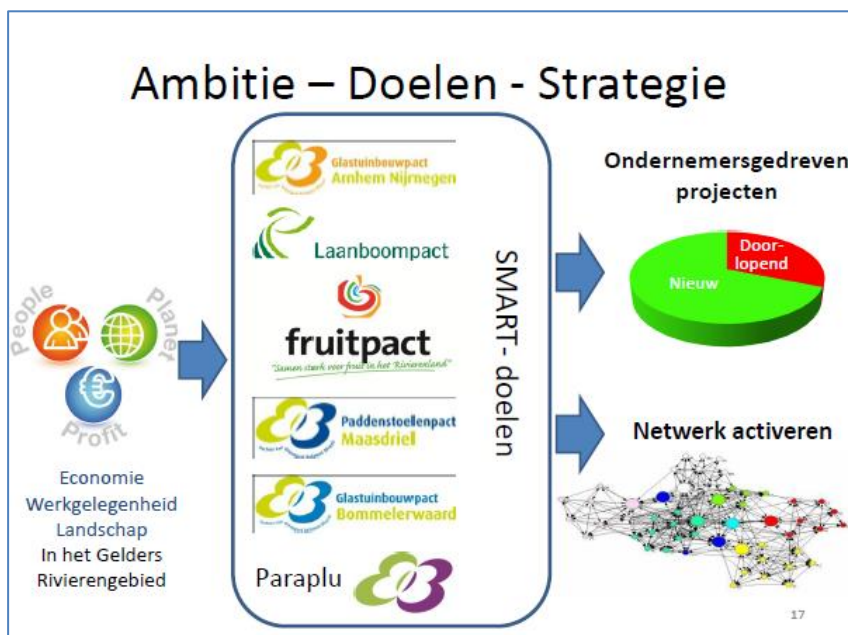 Ambitie – Doelen - Strategie
People
Planet
Profit
Economie
Werkgelegenheid
Landschap
In het Gelders
Rivierengebied
Glastuinbouwpact
Arnhem Nijmegen
Laanboompact
fruitpact
"Samen sterk voor fruit in het Rivierenland"
Paddenstoelenpact
Maasdriel
Glastuinbouwpact
Bommelerwaard
Paraplu
SMART- doelen
Ondernemersgedreven
projecten
Door-
lopend
Nieuw
Netwerk activeren
17